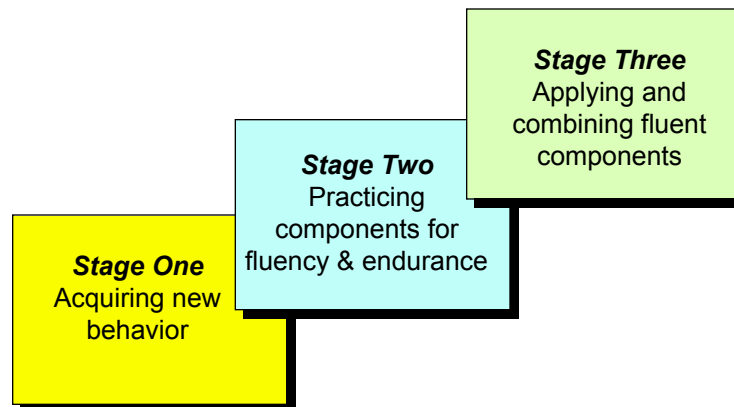 Stage One
Acquiring new
behavior
Stage Two
Practicing
components for
fluency & endurance
Stage Three
Applying and
combining fluent
components